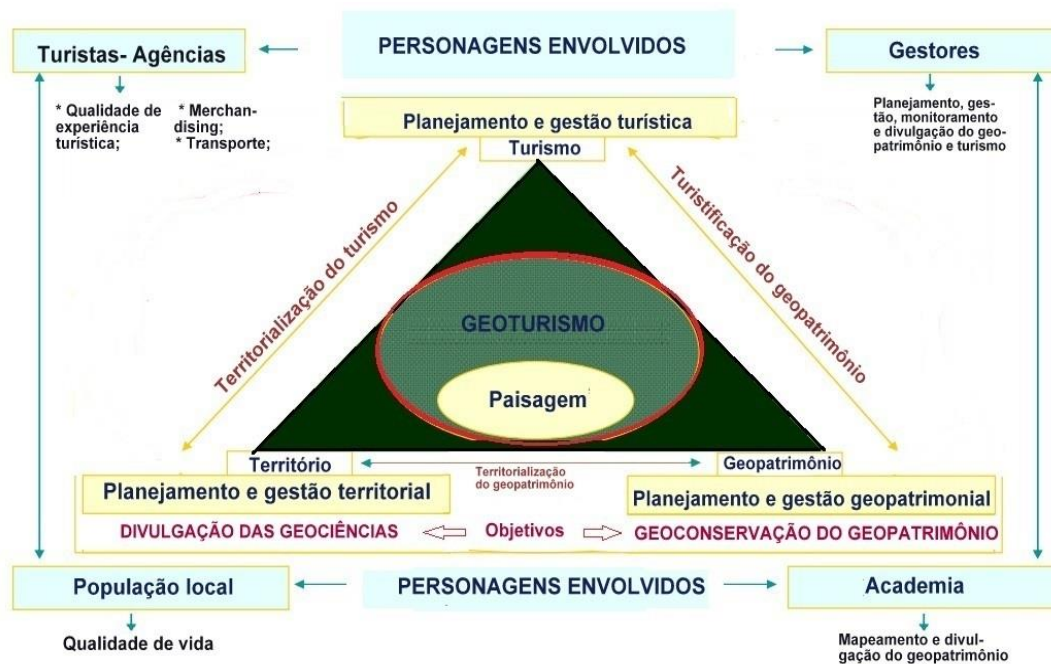 PERSONAGENS ENVOLVIDOS
Turistas- Agências
Gestores
* Qualidade de
experiência
turística;
* Merchan-
dising;
* Transporte;
Planejamento, ges-
tão, monitoramento
e divulgação do geo-
patrimônio e turismo
Planejamento e gestão turística
Turismo
Territorialização do turismo
Turistificação do geopatrimônio
GEOTURISMO
Paisagem
Território
Territorialização
do geopatrimônio
Geopatrimônio
Planejamento e gestão territorial
Planejamento e gestão geopatrimonial
DIVULGAÇÃO DAS GEOCIÊNCIAS
Objetivos
GEOCONSERVAÇÃO DO GEOPATRIMÔNIO
População local
PERSONAGENS ENVOLVIDOS
Academia
Qualidade de vida
Mapeamento e divul-
gação do geopatrimônio